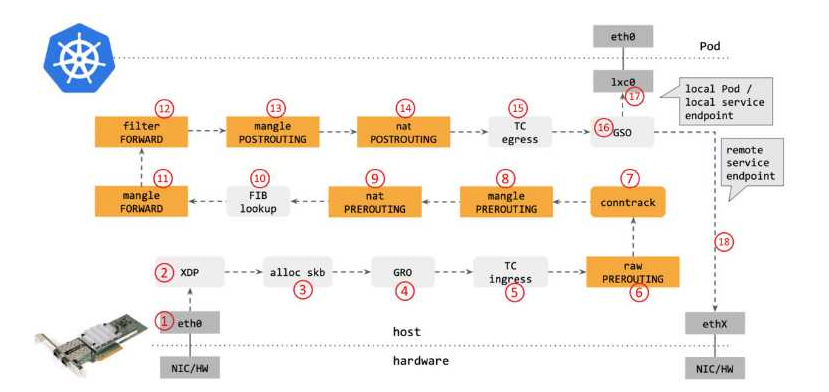 eth0
Pod
lxc0
17
local Pod /
local service
endpoint
12
13
14
15
filter
FORWARD
mangle
POSTROUTING
nat
POSTROUTING
TC
egress
16
GSO
remote
service
endpoint
11
10
9
8
7
mangle
FORWARD
FIB
lookup
nat
PREROUTING
mangle
PREROUTING
conntrack
18
2
XDP
alloc skb
3
GRO
4
TC
ingress
5
raw
PREROUTING
6
1
eth0
host
ethX
hardware
NIC/HW
NIC/HW